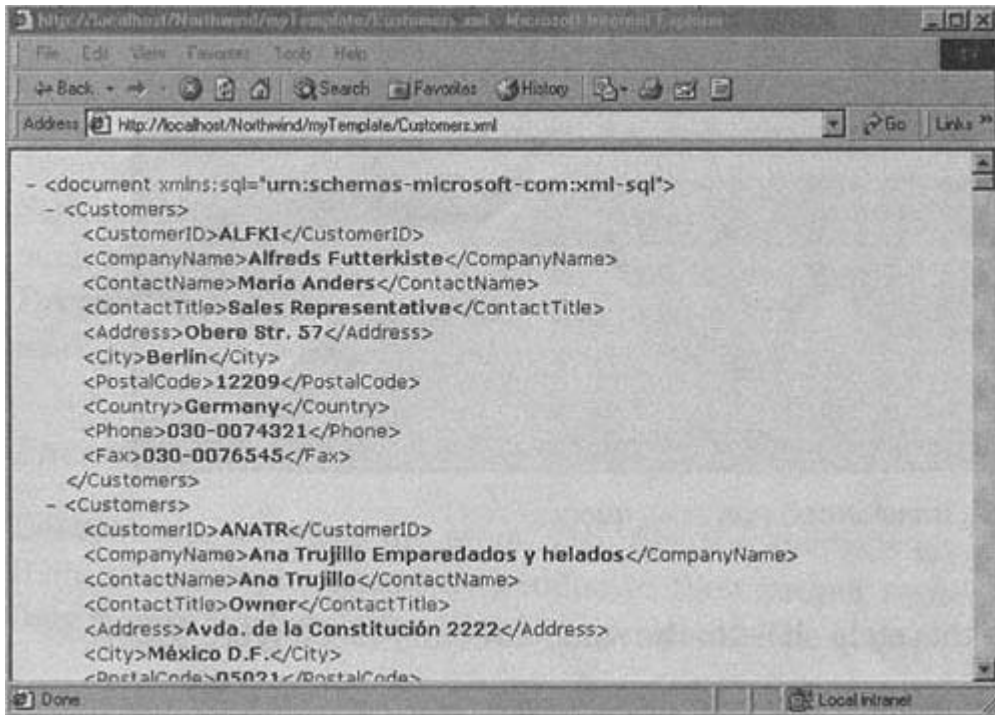 http://localhost/Northwind/myTemplate/Customers.xml - Microsoft Internet Explorer
File Edit View Favorites Tools Help
Back Search Favorites History
Address http://localhost/Northwind/myTemplate/Customers.xml Go Links »
- <document xmlns:sql="urn:schemas-microsoft-com:xml-sql">
- <Customers>
<CustomerID>ALFKI</CustomerID>
<CompanyName>Alfreds Futterkiste</CompanyName>
<ContactName>Maria Anders</ContactName>
<ContactTitle>Sales Representative</ContactTitle>
<Address>Obere Str. 57</Address>
<City>Berlin</City>
<PostalCode>12209</PostalCode>
<Country>Germany</Country>
<Phone>030-0074321</Phone>
<Fax>030-0076545</Fax>
</Customers>
- <Customers>
<CustomerID>ANATR</CustomerID>
<CompanyName>Ana Trujillo Emparedados y helados</CompanyName>
<ContactName>Ana Trujillo</ContactName>
<ContactTitle>Owner</ContactTitle>
<Address>Avda. de la Constitución 2222</Address>
<City>México D.F.</City>
<PostalCode>05021</PostalCode>
Done Local intranet